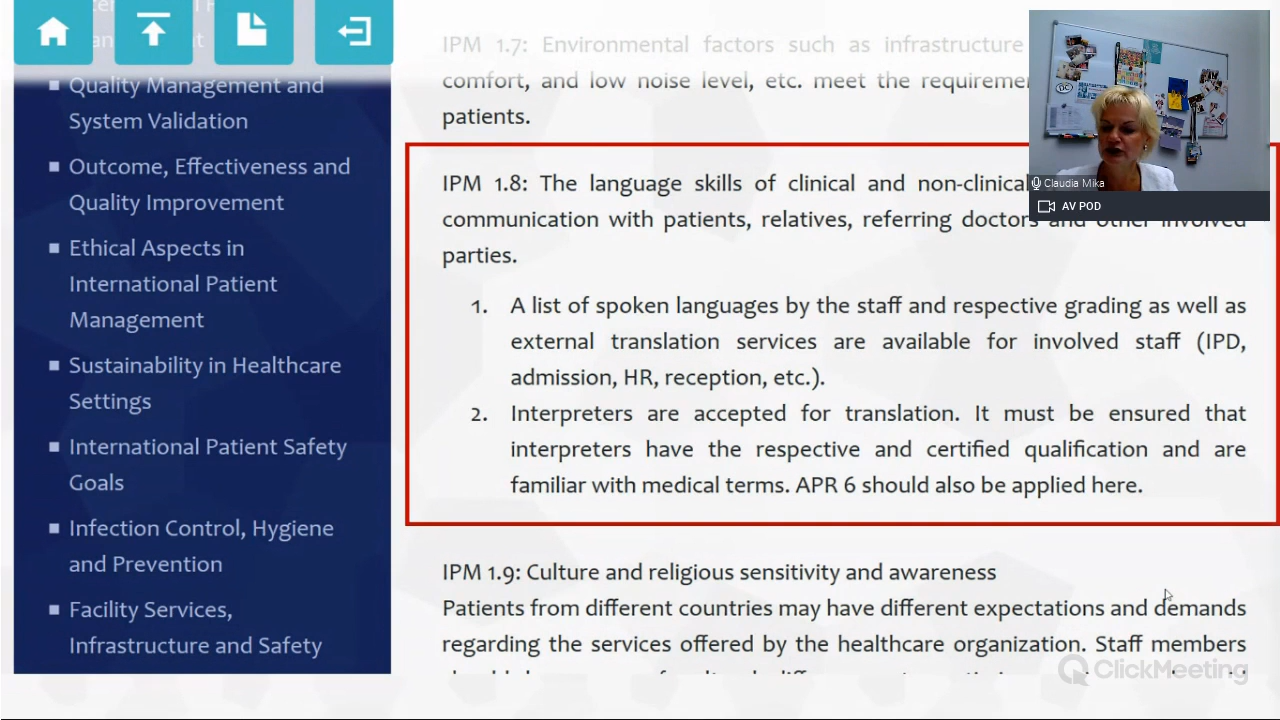 Quality Management and
System Validation
Outcome, Effectiveness and
Quality Improvement
Ethical Aspects in
International Patient
Management
Sustainability in Healthcare
Settings
International Patient Safety
Goals
Infection Control, Hygiene
and Prevention
Facility Services,
Infrastructure and Safety
IPM 1.7: Environmental factors such as infrastructure
comfort, and low noise level, etc. meet the
patients.
IPM 1.8: The language skills of clinical and non-clinical
communication with patients, relatives, referring doctors and other involved
parties.
1. A list of spoken languages by the staff and respective grading as well as
external translation services are available for involved staff (IPD,
admission, HR, reception, etc.).
2. Interpreters are accepted for translation. It must be ensured that
interpreters have the respective and certified qualification and are
familiar with medical terms. APR 6 should also be applied here.
IPM 1.9: Culture and religious sensitivity and awareness
Patients from different countries may have different expectations and demands
regarding the services offered by the healthcare organization. Staff members
Claudia Mika
AV POD
ClickMeeting